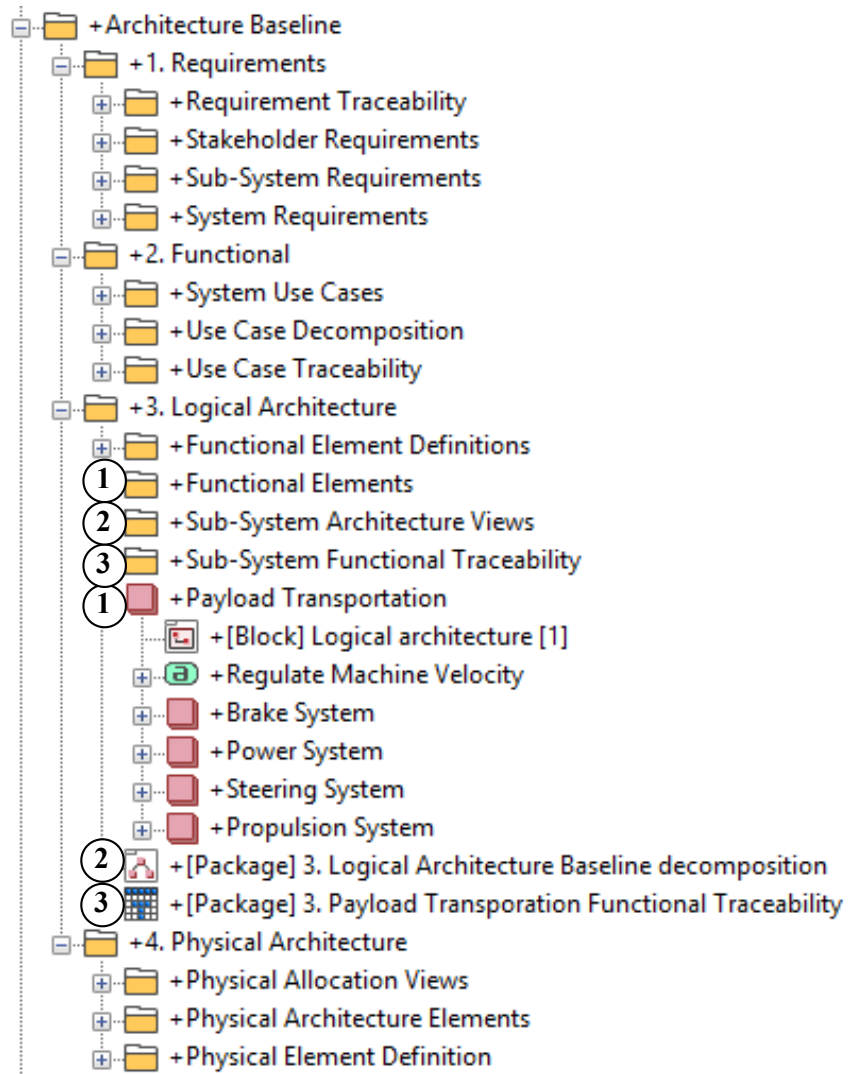 +Architecture Baseline
+1. Requirements
+Requirement Traceability
+Stakeholder Requirements
+Sub-System Requirements
+System Requirements
+2. Functional
+System Use Cases
+Use Case Decomposition
+Use Case Traceability
+3. Logical Architecture
+Functional Element Definitions
1 +Functional Elements
2 +Sub-System Architecture Views
3 +Sub-System Functional Traceability
1 +Payload Transportation
+[Block] Logical architecture [1]
a +Regulate Machine Velocity
+Brake System
+Power System
+Steering System
+Propulsion System
2 +[Package] 3. Logical Architecture Baseline decomposition
3 +[Package] 3. Payload Transporation Functional Traceability
+4. Physical Architecture
+Physical Allocation Views
+Physical Architecture Elements
+Physical Element Definition